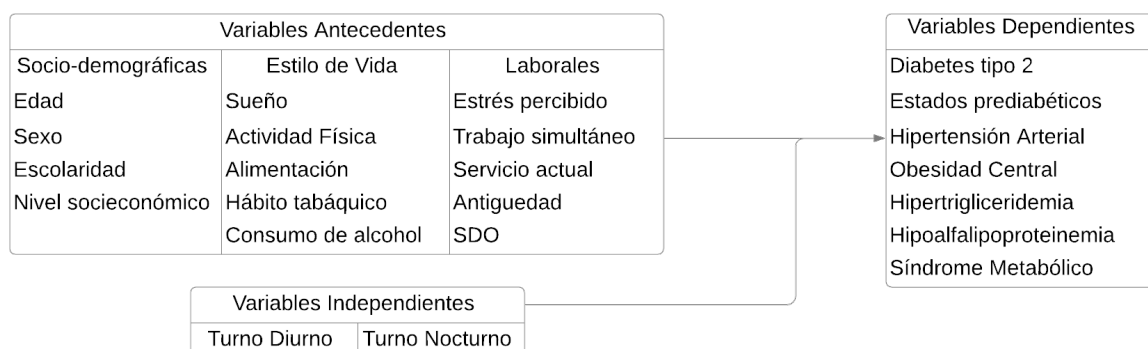 Variables Antecedentes
Socio-demográficas Estilo de Vida Laborales
Edad Sueño Estrés percibido
Sexo Actividad Física Trabajo simultáneo
Escolaridad Alimentación Servicio actual
Nivel socieconómico Hábito tabáquico Antiguedad
Consumo de alcohol SDO
Variables Dependientes
Diabetes tipo 2
Estados prediabéticos
Hipertensión Arterial
Obesidad Central
Hipertrigliceridemia
Hipoalfalipoproteinemia
Síndrome Metabólico
Variables Independientes
Turno Diurno Turno Nocturno